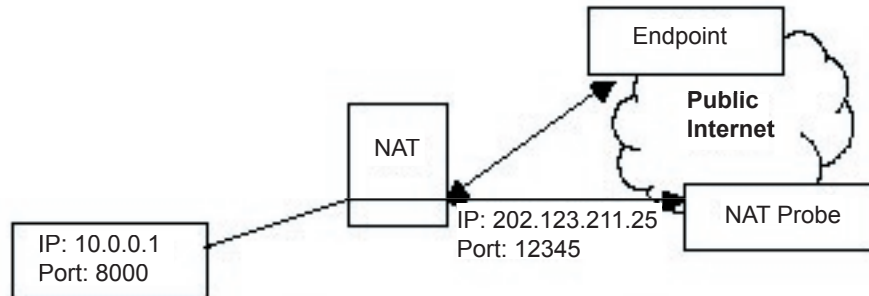 Endpoint
Public
Internet
NAT
IP: 202.123.211.25
Port: 12345
NAT Probe
IP: 10.0.0.1
Port: 8000